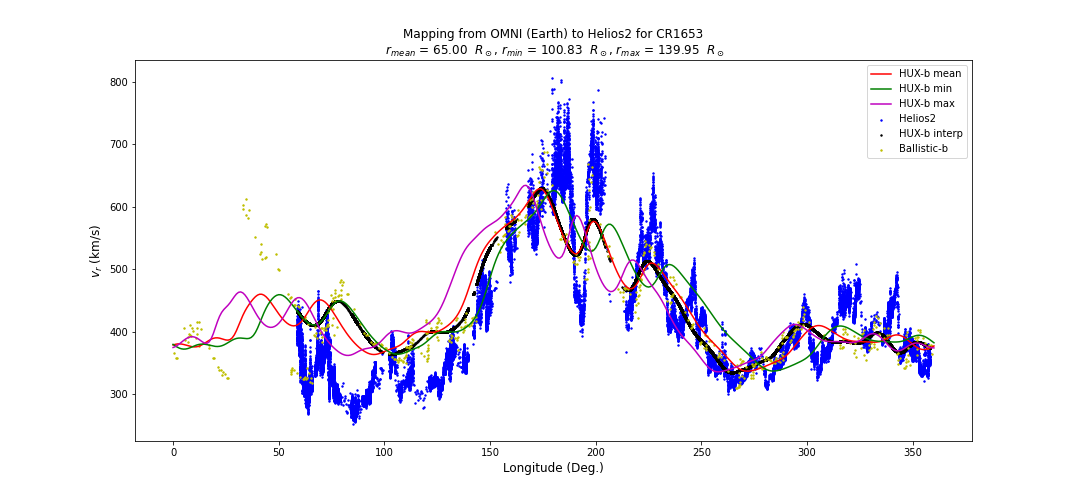 Mapping from OMNI (Earth) to Helios2 for CR1653
r_mean = 65.00 R_⊙, r_min = 100.83 R_⊙, r_max = 139.95 R_⊙
HUX-b mean
HUX-b min
HUX-b max
Helios2
HUX-b interp
Ballistic-b
800
700
600
500
400
300
v_r (km/s)
0 50 100 150 200 250 300 350
Longitude (Deg.)